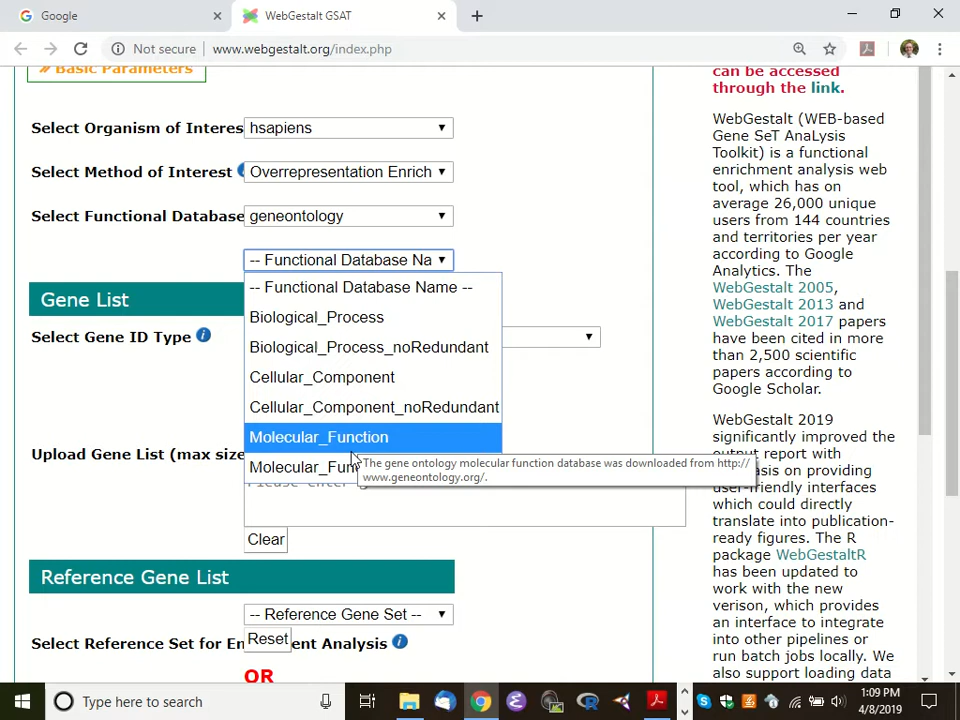 Google
WebGestalt GSAT
Not secure
www.webgestalt.org/index.php
Basic Parameters
Select Organism of Interes
hsapiens
Select Method of Interest
Overrepresentation Enrich
Select Functional Database
geneontology
-- Functional Database Na
-- Functional Database Name --
Biological_Process
Biological_Process_noRedundant
Cellular_Component
Cellular_Component_noRedundant
Molecular_Function
Molecular_Fun
The gene ontology molecular function database was downloaded from http://
www.geneontology.org/.
Gene List
Select Gene ID Type
Upload Gene List (max size
Please enter
Clear
Reference Gene List
-- Reference Gene Set --
Select Reference Set for En
Reset
ent Analysis
OR
can be accessed
through the link.
WebGestalt (WEB-based
Gene SeT AnaLysis
Toolkit) is a functional
enrichment analysis web
tool, which has on
average 26,000 unique
users from 144 countries
and territories per year
according to Google
Analytics. The
WebGestalt 2005,
WebGestalt 2013 and
WebGestalt 2017 papers
have been cited in more
than 2,500 scientific
papers according to
Google Scholar.
WebGestalt 2019
significantly improved the
output report with
asis on providing
user-friendly interfaces
which could directly
translate into publication-
ready figures. The R
package WebGestaltR
has been updated to
work with the new
verison, which provides
an interface to integrate
into other pipelines or
run batch jobs locally. We
also support loading data
Type here to search
1:09 PM
4/8/2019